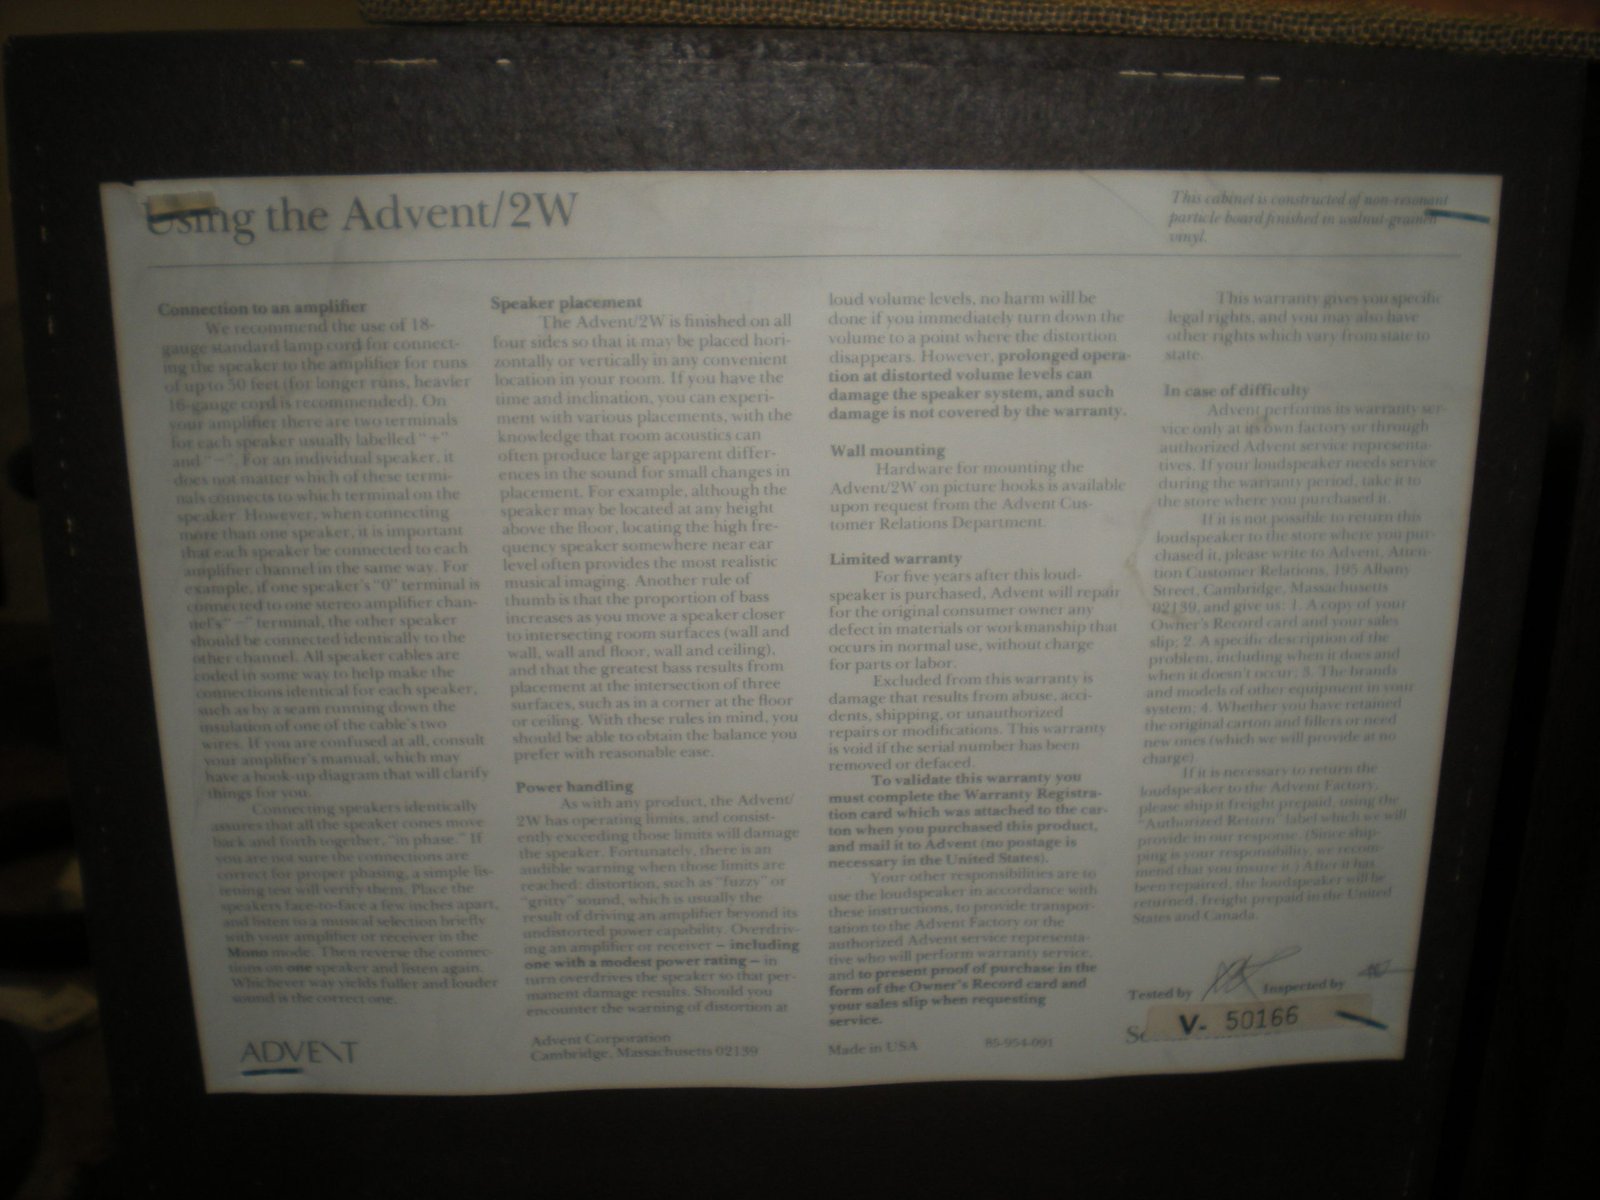 Using the Advent/2W
This cabinet is constructed of non-resonant
particle board finished in walnut-grained
vinyl.
Connection to an amplifier
We recommend the use of 18-
gauge standard lamp cord for connect-
ing the speaker to the amplifier for runs
of up to 30 feet (for longer runs, heavier
16-gauge cord is recommended). On
your amplifier there are two terminals
for each speaker usually labelled "+"
and "−". For an individual speaker, it
does not matter which of these termi-
nals connects to which terminal on the
speaker. However, when connecting
more than one speaker, it is important
that each speaker be connected to each
amplifier channel in the same way. For
example, if one speaker's "0" terminal is
connected to one stereo amplifier chan-
nel's "−" terminal, the other speaker
should be connected identically to the
other channel. All speaker cables are
coded in some way to help make the
connections identical for each speaker,
such as by a seam running down the
insulation of one of the cable's two
wires. If you are confused at all, consult
your amplifier's manual, which may
have a hook-up diagram that will clarify
things for you.
Connecting speakers identically
assures that all the speaker cones move
back and forth together, "in phase." If
you are not sure the connections are
correct for proper phasing, a simple lis-
tening test will verify them. Place the
speakers face-to-face a few inches apart,
and listen to a musical selection briefly
with your amplifier or receiver in the
Mono mode. Then reverse the connec-
tions on one speaker and listen again.
Whichever way yields fuller and louder
sound is the correct one.
ADVENT
Speaker placement
The Advent/2W is finished on all
four sides so that it may be placed hori-
zontally or vertically in any convenient
location in your room. If you have the
time and inclination, you can experi-
ment with various placements, with the
knowledge that room acoustics can
often produce large apparent differ-
ences in the sound for small changes in
placement. For example, although the
speaker may be located at any height
above the floor, locating the high fre-
quency speaker somewhere near ear
level often provides the most realistic
musical imaging. Another rule of
thumb is that the proportion of bass
increases as you move a speaker closer
to intersecting room surfaces (wall and
wall, wall and floor, wall and ceiling),
and that the greatest bass results from
placement at the intersection of three
surfaces, such as in a corner at the floor
or ceiling. With these rules in mind, you
should be able to obtain the balance you
prefer with reasonable ease.
Power handling
As with any product, the Advent/
2W has operating limits, and consist-
ently exceeding those limits will damage
the speaker. Fortunately, there is an
audible warning when those limits are
reached: distortion, such as "fuzzy" or
"gritty" sound, which is usually the
result of driving an amplifier beyond its
undistorted power capability. Overdriv-
ing an amplifier or receiver – including
one with a modest power rating – in
turn overdrives the speaker so that per-
manent damage results. Should you
encounter the warning of distortion at
Advent Corporation
Cambridge, Massachusetts 02139
loud volume levels, no harm will be
done if you immediately turn down the
volume to a point where the distortion
disappears. However, prolonged opera-
tion at distorted volume levels can
damage the speaker system, and such
damage is not covered by the warranty.
Wall mounting
Hardware for mounting the
Advent/2W on picture hooks is available
upon request from the Advent Cus-
tomer Relations Department.
Limited warranty
For five years after this loud-
speaker is purchased, Advent will repair
for the original consumer owner any
defect in materials or workmanship that
occurs in normal use, without charge
for parts or labor.
Excluded from this warranty is
damage that results from abuse, acci-
dents, shipping, or unauthorized
repairs or modifications. This warranty
is void if the serial number has been
removed or defaced.
To validate this warranty you
must complete the Warranty Registra-
tion card which was attached to the car-
ton when you purchased this product,
and mail it to Advent (no postage is
necessary in the United States).
Your other responsibilities are to
use the loudspeaker in accordance with
these instructions, to provide transpor-
tation to the Advent Factory or the
authorized Advent service representa-
tive who will perform warranty service,
and to present proof of purchase in the
form of the Owner's Record card and
your sales slip when requesting
service.
Made in USA 85-954-091
This warranty gives you specific
legal rights, and you may also have
other rights which vary from state to
state.
In case of difficulty
Advent performs its warranty ser-
vice only at its own factory or through
authorized Advent service representa-
tives. If your loudspeaker needs service
during the warranty period, take it to
the store where you purchased it.
If it is not possible to return this
loudspeaker to the store where you pur-
chased it, please write to Advent, Atten-
tion Customer Relations, 195 Albany
Street, Cambridge, Massachusetts
02139, and give us: 1. A copy of your
Owner's Record card and your sales
slip; 2. A specific description of the
problem, including when it does and
when it doesn't occur; 3. The brands
and models of other equipment in your
system; 4. Whether you have retained
the original carton and fillers or need
new ones (which we will provide at no
charge)
If it is necessary to return the
loudspeaker to the Advent Factory,
please ship it freight prepaid, using the
"Authorized Return" label which we will
provide in our response. (Since ship-
ping is your responsibility, we recom-
mend that you insure it.) After it has
been repaired, the loudspeaker will be
returned, freight prepaid in the United
States and Canada.
Tested by Inspected by
V- 50166